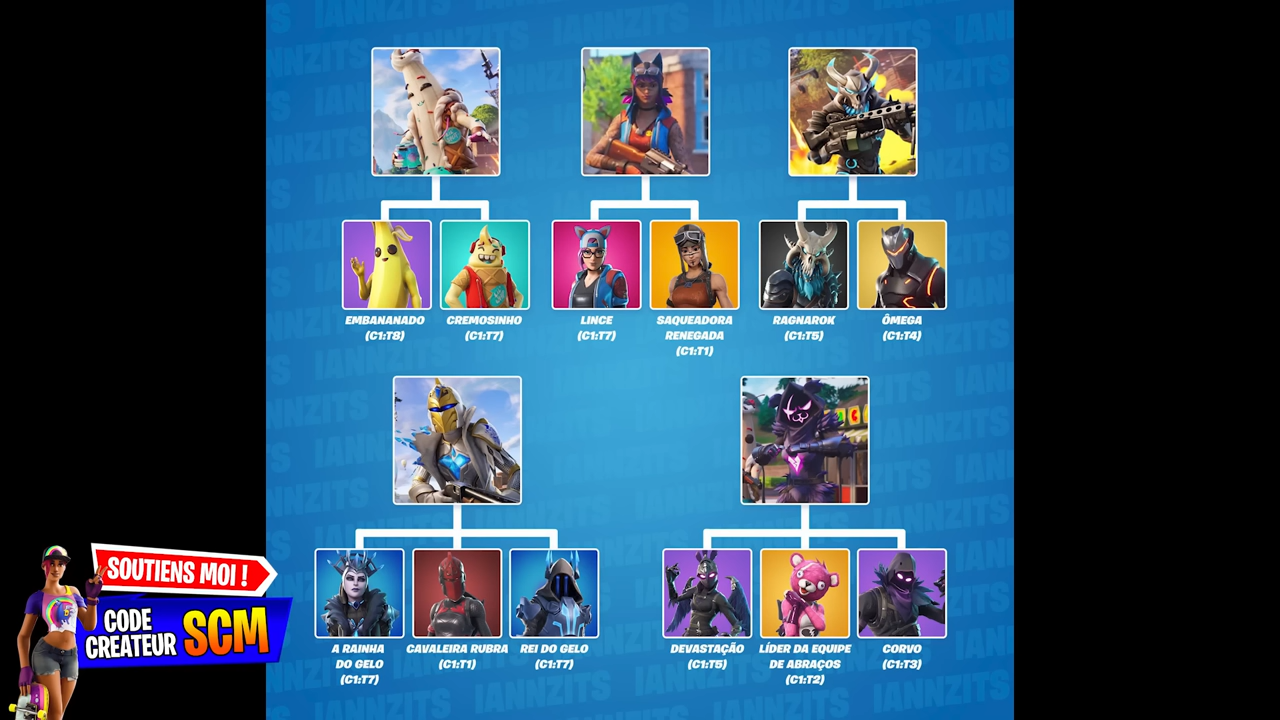 EMBANANADO
(C1:T8)
CREMOSINHO
(C1:T7)
LINCE
(C1:T7)
SAQUEADORA
RENEGADA
(C1:T1)
RAGNAROK
(C1:T5)
ÔMEGA
(C1:T4)
A RAINHA
DO GELO
(C1:T7)
CAVALEIRA RUBRA
(C1:T1)
REI DO GELO
(C1:T7)
DEVASTAÇÃO
(C1:T5)
LÍDER DA EQUIPE
DE ABRAÇOS
(C1:T2)
CORVO
(C1:T3)
SOUTIENS MOI !
CODE
CREATEUR SCM
IANNZITS